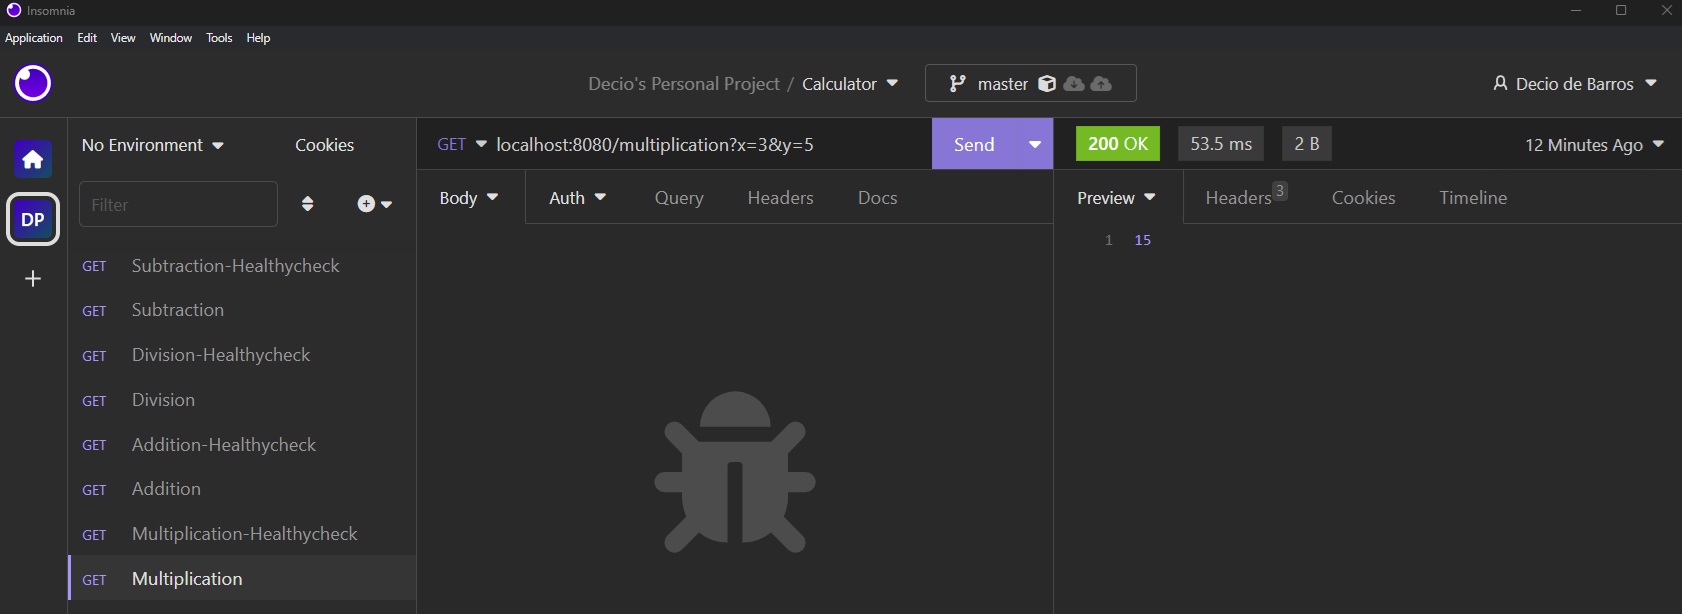 Insomnia
Application Edit View Window Tools Help
Decio's Personal Project / Calculator master Decio de Barros
No Environment Cookies
GET localhost:8080/multiplication?x=3&y=5 Send
200 OK 53.5 ms 2 B 12 Minutes Ago
DP
Filter
Body Auth Query Headers Docs
Preview Headers 3 Cookies Timeline
1 15
GET Subtraction-Healthycheck
GET Subtraction
GET Division-Healthycheck
GET Division
GET Addition-Healthycheck
GET Addition
GET Multiplication-Healthycheck
GET Multiplication